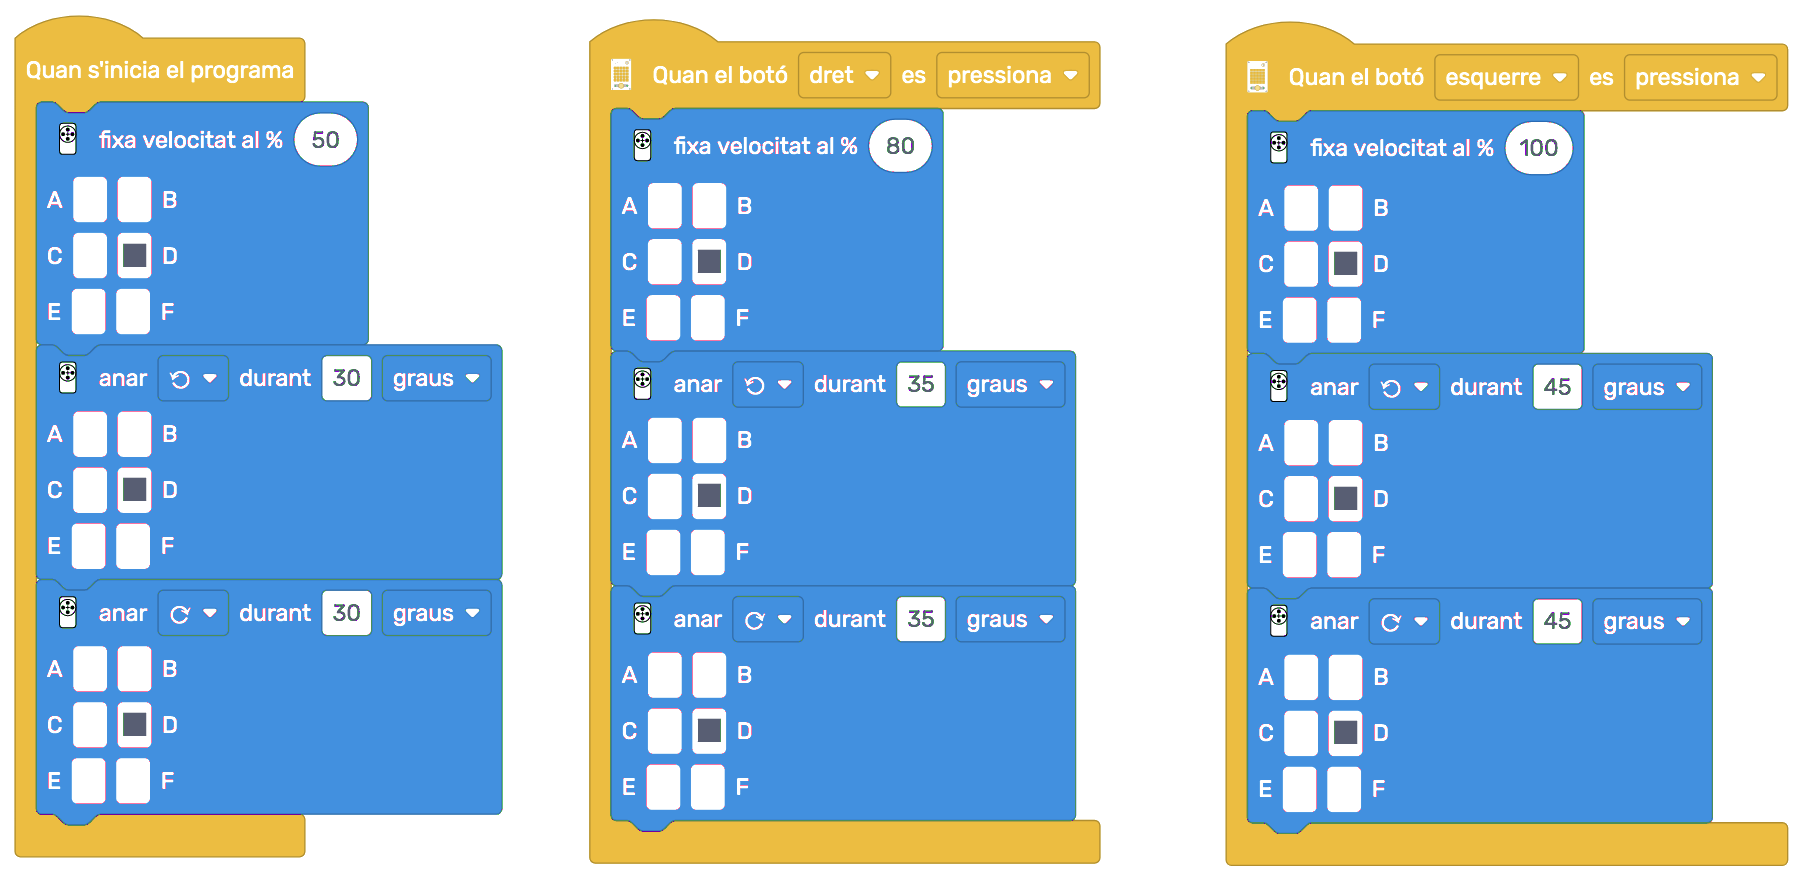 Quan s'inicia el programa
fixa velocitat al % 50
A B
C D
E F
anar durant 30 graus
A B
C D
E F
anar durant 30 graus
A B
C D
E F
Quan el botó dret es pressiona
fixa velocitat al % 80
A B
C D
E F
anar durant 35 graus
A B
C D
E F
anar durant 35 graus
A B
C D
E F
Quan el botó esquerre es pressiona
fixa velocitat al % 100
A B
C D
E F
anar durant 45 graus
A B
C D
E F
anar durant 45 graus
A B
C D
E F